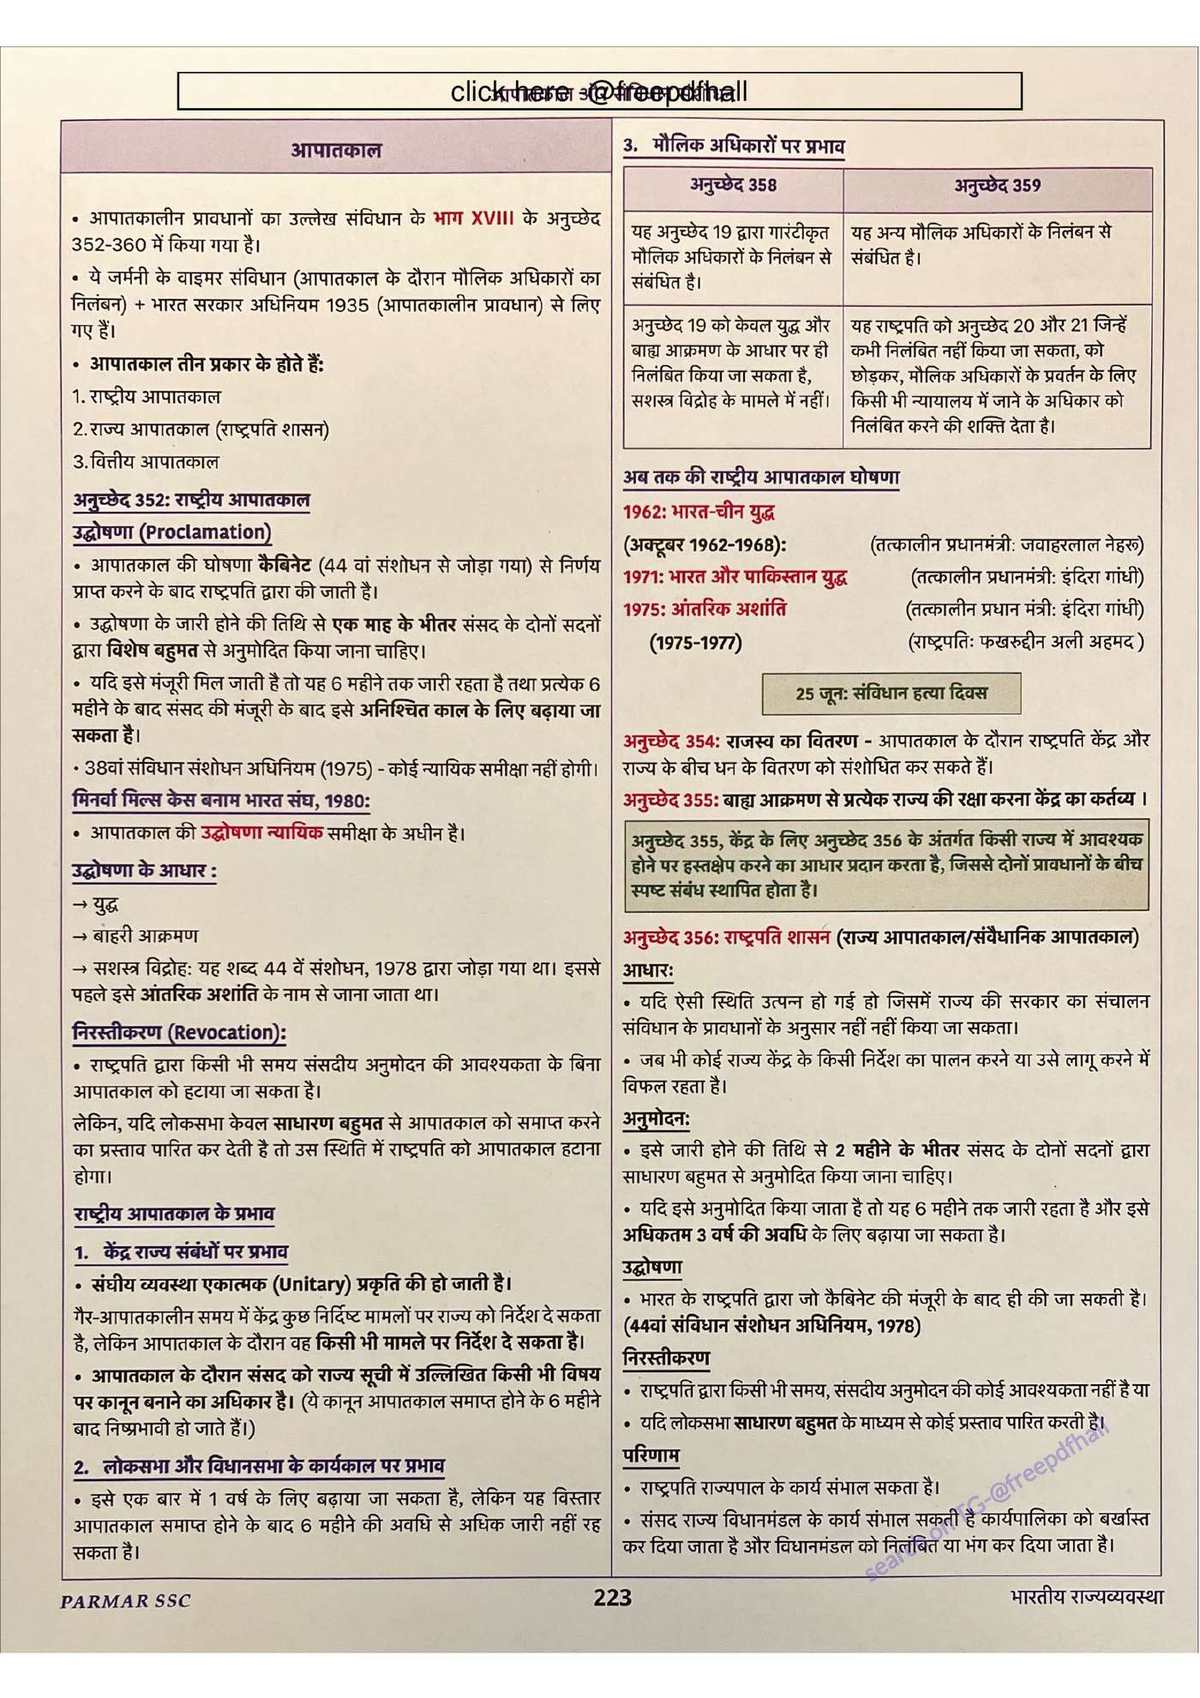 click here - @freepdfhall
आपातकाल
• आपातकालीन प्रावधानों का उल्लेख संविधान के भाग XVIII के अनुच्छेद
352-360 में किया गया है।
• ये जर्मनी के वाइमर संविधान (आपातकाल के दौरान मौलिक अधिकारों का
निलंबन) + भारत सरकार अधिनियम 1935 (आपातकालीन प्रावधान) से लिए
गए हैं।
• आपातकाल तीन प्रकार के होते हैं:
1. राष्ट्रीय आपातकाल
2. राज्य आपातकाल (राष्ट्रपति शासन)
3. वित्तीय आपातकाल
अनुच्छेद 352: राष्ट्रीय आपातकाल
उद्घोषणा (Proclamation)
• आपातकाल की घोषणा कैबिनेट (44 वां संशोधन से जोड़ा गया) से निर्णय
प्राप्त करने के बाद राष्ट्रपति द्वारा की जाती है।
• उद्घोषणा के जारी होने की तिथि से एक माह के भीतर संसद के दोनों सदनों
द्वारा विशेष बहुमत से अनुमोदित किया जाना चाहिए।
• यदि इसे मंजूरी मिल जाती है तो यह 6 महीने तक जारी रहता है तथा प्रत्येक 6
महीने के बाद संसद की मंजूरी के बाद इसे अनिश्चित काल के लिए बढ़ाया जा
सकता है।
• 38वां संविधान संशोधन अधिनियम (1975) - कोई न्यायिक समीक्षा नहीं होगी।
मिनर्वा मिल्स केस बनाम भारत संघ, 1980:
• आपातकाल की उद्घोषणा न्यायिक समीक्षा के अधीन है।
उद्घोषणा के आधार :
→ युद्ध
→ बाहरी आक्रमण
→ सशस्त्र विद्रोह: यह शब्द 44 वें संशोधन, 1978 द्वारा जोड़ा गया था। इससे
पहले इसे आंतरिक अशांति के नाम से जाना जाता था।
निरस्तीकरण (Revocation):
• राष्ट्रपति द्वारा किसी भी समय संसदीय अनुमोदन की आवश्यकता के बिना
आपातकाल को हटाया जा सकता है।
लेकिन, यदि लोकसभा केवल साधारण बहुमत से आपातकाल को समाप्त करने
का प्रस्ताव पारित कर देती है तो उस स्थिति में राष्ट्रपति को आपातकाल हटाना
होगा।
राष्ट्रीय आपातकाल के प्रभाव
1. केंद्र राज्य संबंधों पर प्रभाव
• संघीय व्यवस्था एकात्मक (Unitary) प्रकृति की हो जाती है।
गैर-आपातकालीन समय में केंद्र कुछ निर्दिष्ट मामलों पर राज्य को निर्देश दे सकता
है, लेकिन आपातकाल के दौरान वह किसी भी मामले पर निर्देश दे सकता है।
• आपातकाल के दौरान संसद को राज्य सूची में उल्लिखित किसी भी विषय
पर कानून बनाने का अधिकार है। (ये कानून आपातकाल समाप्त होने के 6 महीने
बाद निष्प्रभावी हो जाते हैं।)
2. लोकसभा और विधानसभा के कार्यकाल पर प्रभाव
• इसे एक बार में 1 वर्ष के लिए बढ़ाया जा सकता है, लेकिन यह विस्तार
आपातकाल समाप्त होने के बाद 6 महीने की अवधि से अधिक जारी नहीं रह
सकता है।
3. मौलिक अधिकारों पर प्रभाव
अनुच्छेद 358 अनुच्छेद 359
यह अनुच्छेद 19 द्वारा गारंटीकृत
मौलिक अधिकारों के निलंबन से
संबंधित है।
यह अन्य मौलिक अधिकारों के निलंबन से
संबंधित है।
अनुच्छेद 19 को केवल युद्ध और
बाह्य आक्रमण के आधार पर ही
निलंबित किया जा सकता है,
सशस्त्र विद्रोह के मामले में नहीं।
यह राष्ट्रपति को अनुच्छेद 20 और 21 जिन्हें
कभी निलंबित नहीं किया जा सकता, को
छोड़कर, मौलिक अधिकारों के प्रवर्तन के लिए
किसी भी न्यायालय में जाने के अधिकार को
निलंबित करने की शक्ति देता है।
अब तक की राष्ट्रीय आपातकाल घोषणा
1962: भारत-चीन युद्ध
(अक्टूबर 1962-1968): (तत्कालीन प्रधानमंत्री: जवाहरलाल नेहरू)
1971: भारत और पाकिस्तान युद्ध (तत्कालीन प्रधानमंत्री: इंदिरा गांधी)
1975: आंतरिक अशांति (तत्कालीन प्रधान मंत्री: इंदिरा गांधी)
(1975-1977) (राष्ट्रपतिः फखरुद्दीन अली अहमद )
25 जून: संविधान हत्या दिवस
अनुच्छेद 354: राजस्व का वितरण - आपातकाल के दौरान राष्ट्रपति केंद्र और
राज्य के बीच धन के वितरण को संशोधित कर सकते हैं।
अनुच्छेद 355: बाह्य आक्रमण से प्रत्येक राज्य की रक्षा करना केंद्र का कर्तव्य ।
अनुच्छेद 355, केंद्र के लिए अनुच्छेद 356 के अंतर्गत किसी राज्य में आवश्यक
होने पर हस्तक्षेप करने का आधार प्रदान करता है, जिससे दोनों प्रावधानों के बीच
स्पष्ट संबंध स्थापित होता है।
अनुच्छेद 356: राष्ट्रपति शासन (राज्य आपातकाल/संवैधानिक आपातकाल)
आधारः
• यदि ऐसी स्थिति उत्पन्न हो गई हो जिसमें राज्य की सरकार का संचालन
संविधान के प्रावधानों के अनुसार नहीं नहीं किया जा सकता।
• जब भी कोई राज्य केंद्र के किसी निर्देश का पालन करने या उसे लागू करने में
विफल रहता है।
अनुमोदन:
• इसे जारी होने की तिथि से 2 महीने के भीतर संसद के दोनों सदनों द्वारा
साधारण बहुमत से अनुमोदित किया जाना चाहिए।
• यदि इसे अनुमोदित किया जाता है तो यह 6 महीने तक जारी रहता है और इसे
अधिकतम 3 वर्ष की अवधि के लिए बढ़ाया जा सकता है।
उद्घोषणा
• भारत के राष्ट्रपति द्वारा जो कैबिनेट की मंजूरी के बाद ही की जा सकती है।
(44वां संविधान संशोधन अधिनियम, 1978)
निरस्तीकरण
• राष्ट्रपति द्वारा किसी भी समय, संसदीय अनुमोदन की कोई आवश्यकता नहीं है या
• यदि लोकसभा साधारण बहुमत के माध्यम से कोई प्रस्ताव पारित करती है।
परिणाम
• राष्ट्रपति राज्यपाल के कार्य संभाल सकता है।
• संसद राज्य विधानमंडल के कार्य संभाल सकती है कार्यपालिका को बर्खास्त
कर दिया जाता है और विधानमंडल को निलंबित या भंग कर दिया जाता है।
search on TG-@freepdfhall
PARMAR SSC 223 भारतीय राज्यव्यवस्था